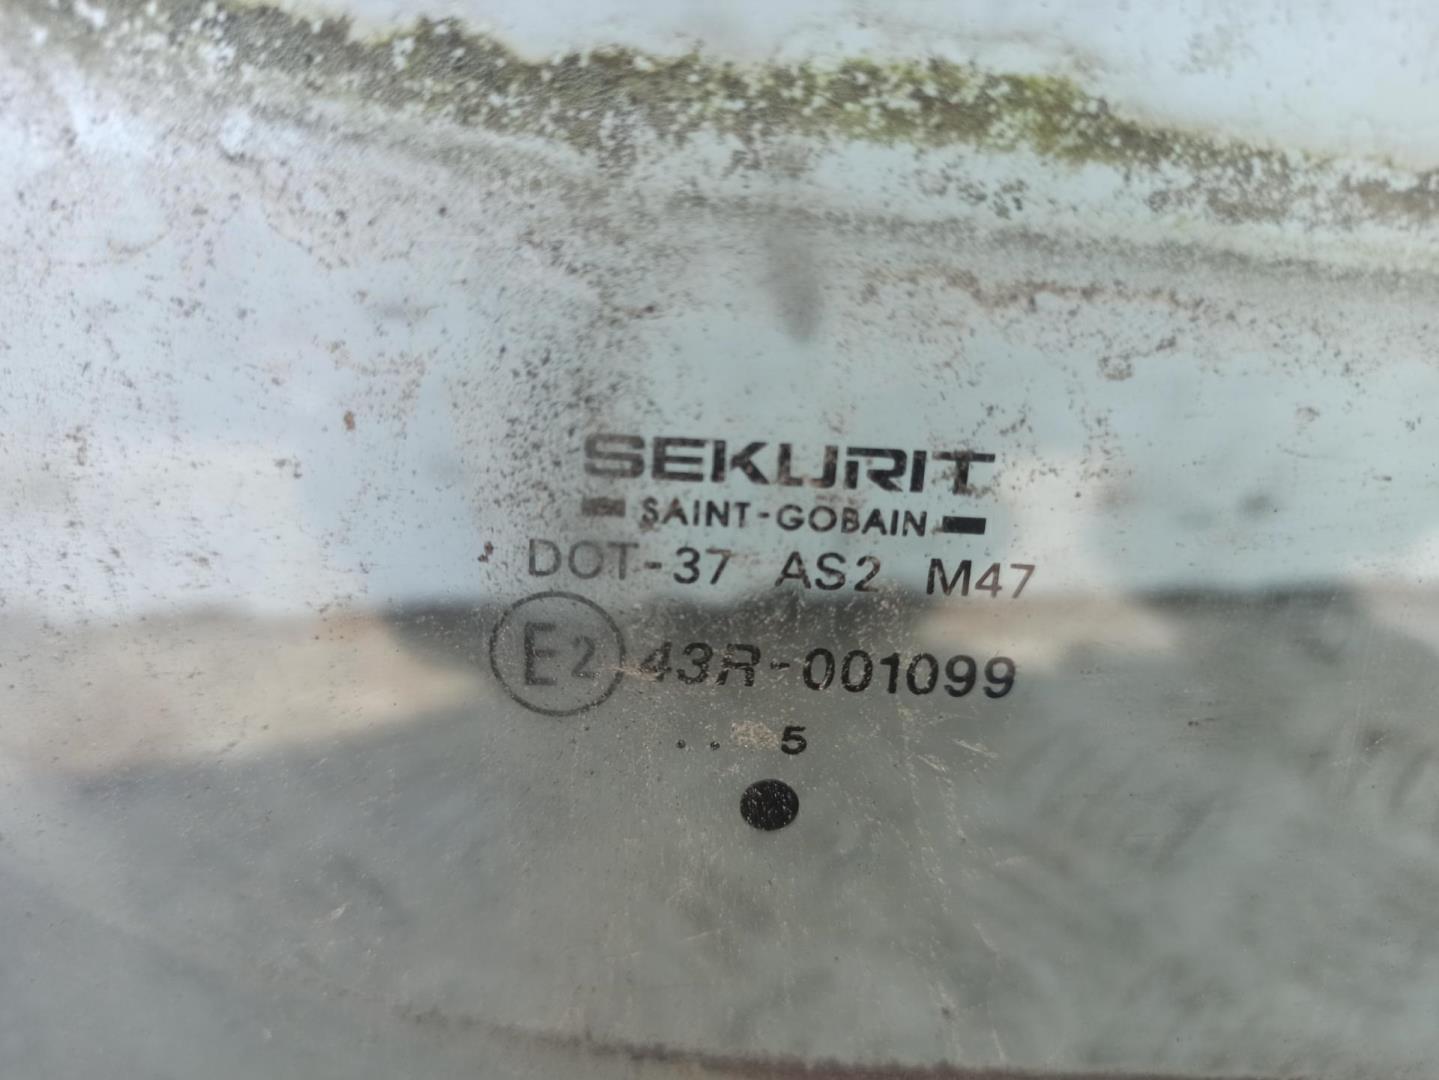 SEKURIT
SAINT-GOBAIN
DOT-37 AS2 M47
E2 43R-001099
.. 5